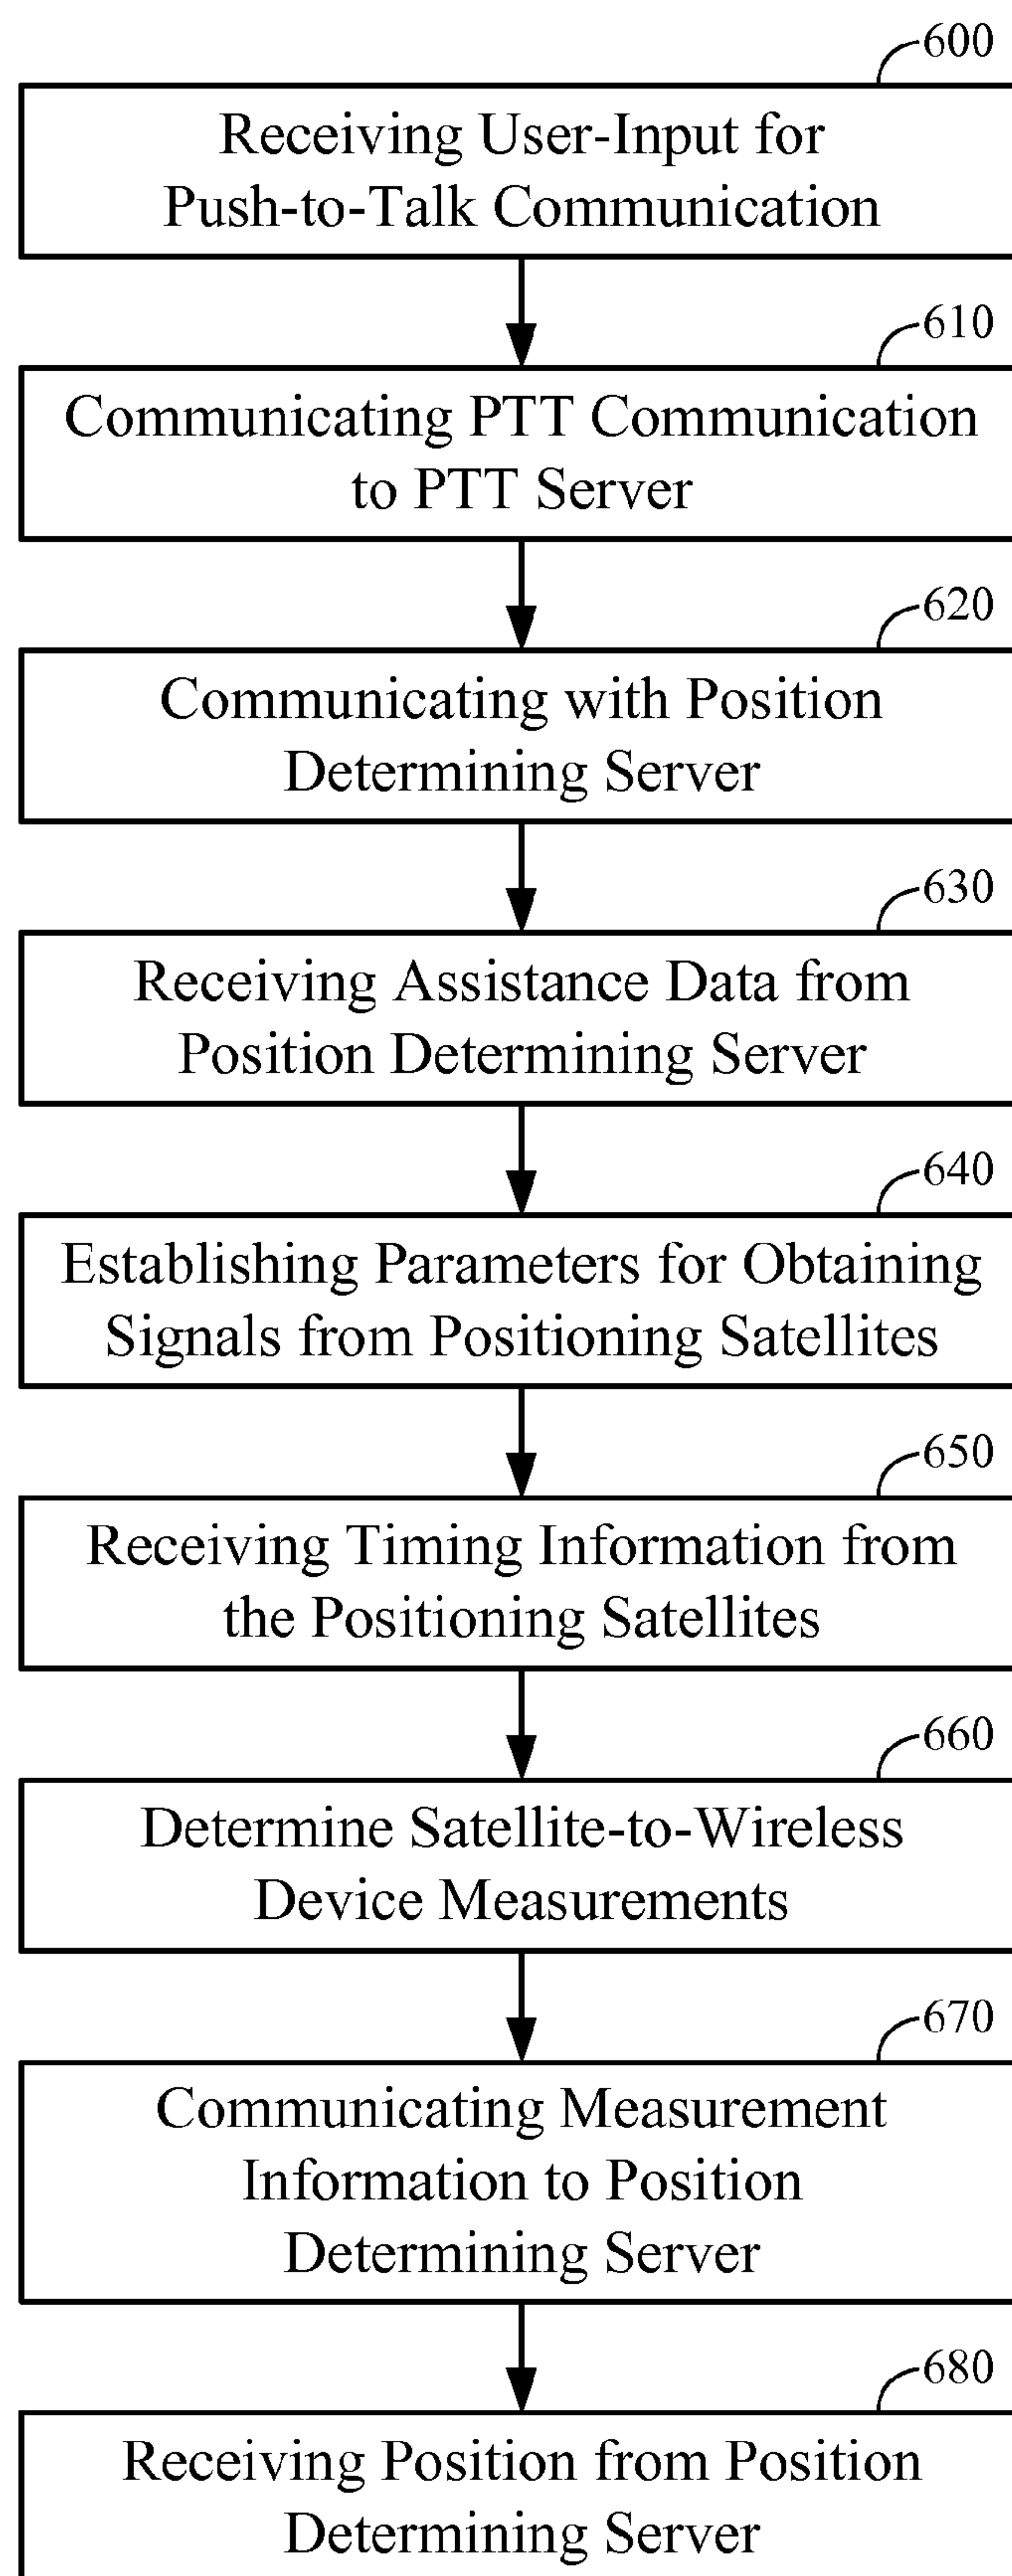 600
Receiving User-Input for
Push-to-Talk Communication
610
Communicating PTT Communication
to PTT Server
620
Communicating with Position
Determining Server
630
Receiving Assistance Data from
Position Determining Server
640
Establishing Parameters for Obtaining
Signals from Positioning Satellites
650
Receiving Timing Information from
the Positioning Satellites
660
Determine Satellite-to-Wireless
Device Measurements
670
Communicating Measurement
Information to Position
Determining Server
680
Receiving Position from Position
Determining Server